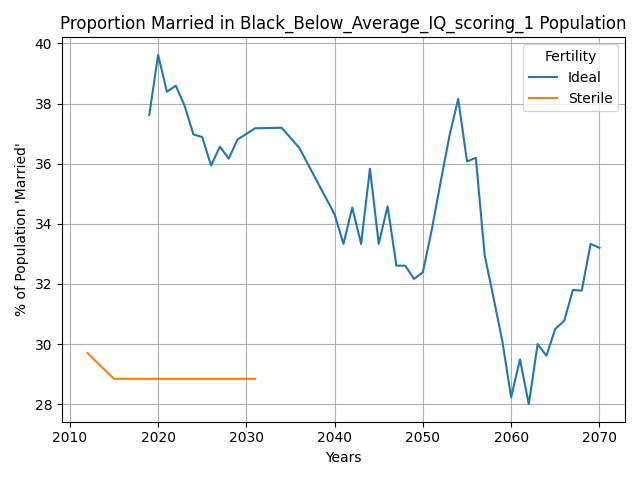 Proportion Married in Black_Below_Average_IQ_scoring_1 Population
% of Population 'Married'
40
38
36
34
32
30
28
Fertility
Ideal
Sterile
2010 2020 2030 2040 2050 2060 2070
Years